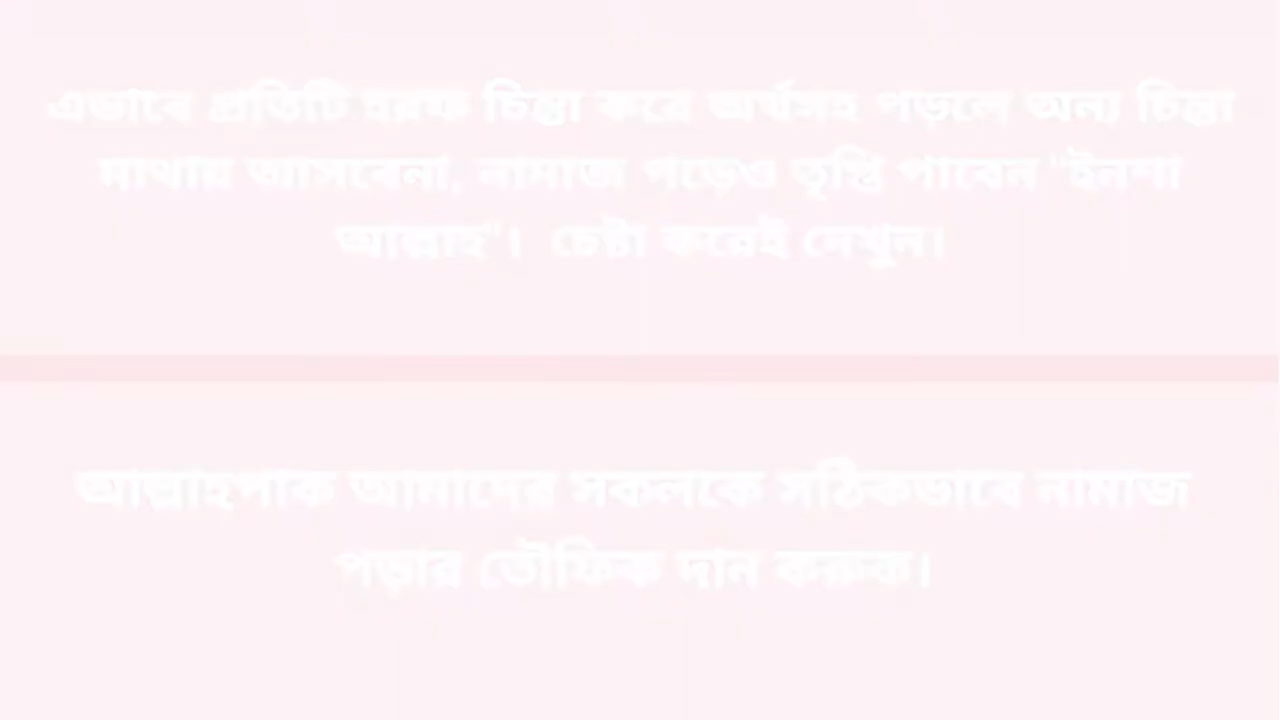 এভাবে প্রতিটি হরফ চিন্তা করে অর্থসহ পড়লে অন্য চিন্তা
মাথায় আসবেনা, নামাজ পড়েও তৃপ্তি পাবেন "ইনশা
আল্লাহ"। চেষ্টা করেই দেখুন।
আল্লাহপাক আমাদের সকলকে সঠিকভাবে নামাজ
পড়ার তৌফিক দান করুক।